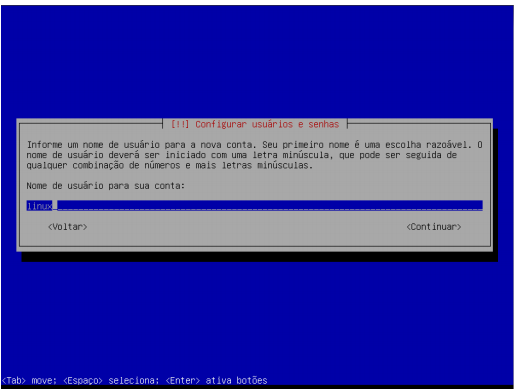 [!!] Configurar usuários e senhas
Informe um nome de usuário para a nova conta. Seu primeiro nome é uma escolha razoável. O
nome de usuário deverá ser iniciado com uma letra minúscula, que pode ser seguida de
qualquer combinação de números e mais letras minúsculas.
Nome de usuário para sua conta:
linux
<Voltar> <Continuar>
<Tab> move; <Espaço> seleciona; <Enter> ativa botões